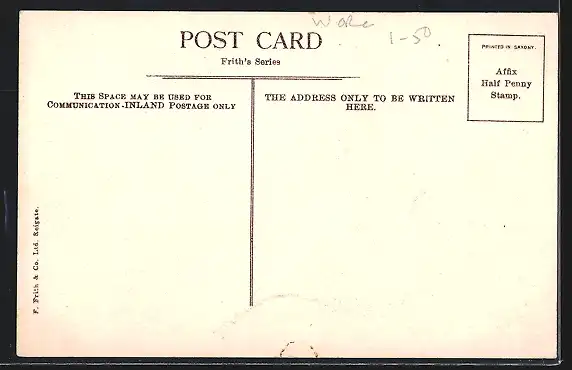 Worc
1-50
POST CARD
Frith's Series
PRINTED IN SAXONY.
Affix
Half Penny
Stamp.
THIS SPACE MAY BE USED FOR
COMMUNICATION-INLAND POSTAGE ONLY
THE ADDRESS ONLY TO BE WRITTEN
HERE.
F. Frith & Co. Ltd. Reigate.